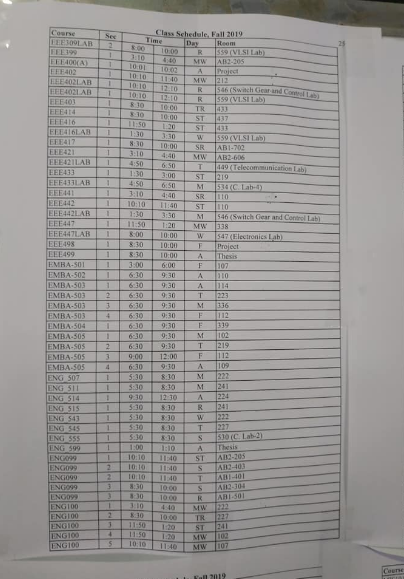 Class Schedule, Fall 2019
Course Sec Time Day Room
EEE309LAB 2 8:00 10:00 R 559 (VLSI Lab)
EEE399 1 3:10 4:40 MW AB2-205
EEE400(A) 1 10:01 10:02 A Project
EEE402 1 10:10 11:40 MW 212
EEE402LAB 1 10:10 12:10 R 546 (Switch Gear and Control Lab)
EEE402LAB 1 10:10 12:10 R 559 (VLSI Lab)
EEE403 1 8:30 10:00 TR 433
EEE414 1 8:30 10:00 ST 437
EEE416 1 11:50 1:20 ST 433
EEE416LAB 1 1:30 3:30 W 559 (VLSI Lab)
EEE417 1 8:30 10:00 SR AB1-702
EEE421 1 3:10 4:40 MW AB2-606
EEE421LAB 1 4:50 6:50 T 449 (Telecommunication Lab)
EEE433 1 1:30 3:00 ST 219
EEE433LAB 1 4:50 6:50 M 534 (C. Lab-4)
EEE441 1 3:10 4:40 SR 110
EEE442 1 10:10 11:40 ST 110
EEE442LAB 1 1:30 3:30 M 546 (Switch Gear and Control Lab)
EEE447 1 11:50 1:20 MW 338
EEE447LAB 1 8:00 10:00 W 547 (Electronics Lab)
EEE498 1 8:30 10:00 F Project
EEE499 1 8:30 10:00 A Thesis
EMBA-501 1 3:00 6:00 F 107
EMBA-502 1 6:30 9:30 A 110
EMBA-503 1 6:30 9:30 A 114
EMBA-503 2 6:30 9:30 T 223
EMBA-503 3 6:30 9:30 M 336
EMBA-503 4 6:30 9:30 F 112
EMBA-504 1 6:30 9:30 F 339
EMBA-505 1 6:30 9:30 M 102
EMBA-505 2 6:30 9:30 T 219
EMBA-505 3 9:00 12:00 F 112
EMBA-505 4 6:30 9:30 A 109
ENG 507 1 5:30 8:30 M 222
ENG 511 1 5:30 8:30 M 241
ENG 514 1 9:30 12:30 A 224
ENG 515 1 5:30 8:30 R 241
ENG 543 1 5:30 8:30 W 222
ENG 545 1 5:30 8:30 T 227
ENG 555 1 5:30 8:30 S 530 (C. Lab-2)
ENG 599 1 1:00 1:10 A Thesis
ENG099 1 10:10 11:40 ST AB2-205
ENG099 2 10:10 11:40 S AB2-403
ENG099 2 10:10 11:40 T AB1-401
ENG099 3 8:30 10:00 S AB2-304
ENG099 3 8:30 10:00 R AB1-501
ENG100 1 3:10 4:40 MW 222
ENG100 2 8:30 10:00 TR 227
ENG100 3 11:50 1:20 ST 241
ENG100 4 11:50 1:20 MW 102
ENG100 5 10:10 11:40 MW 107
Fall 2019
Course